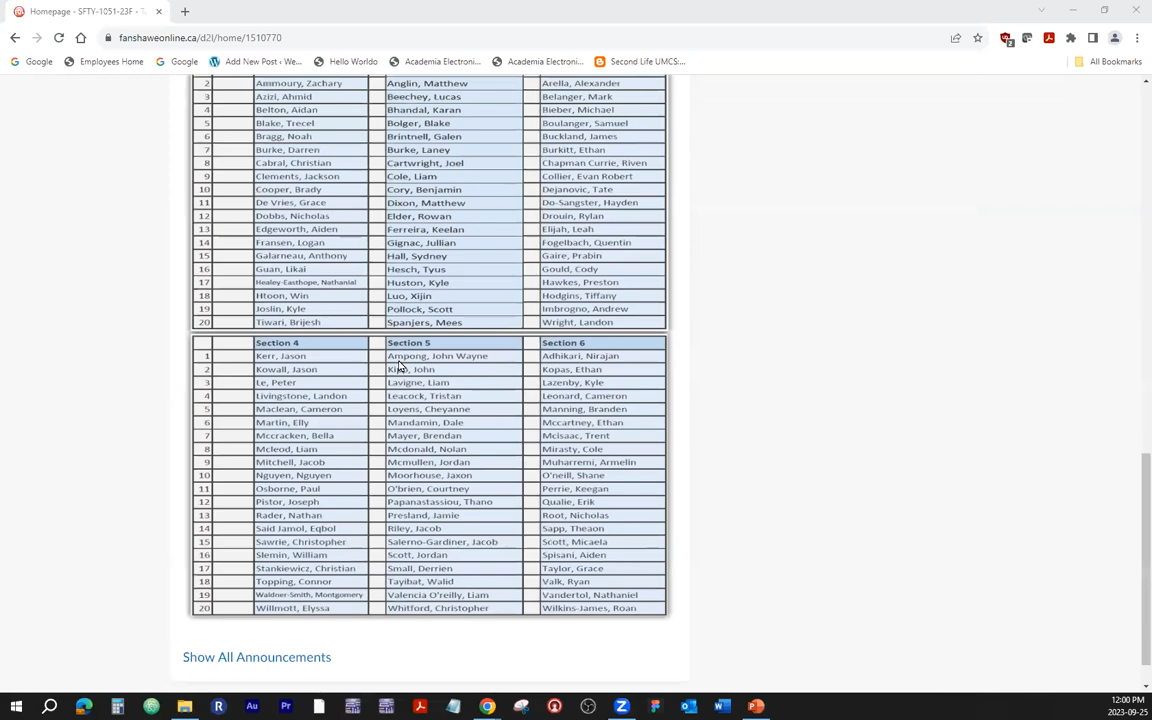 Homepage - SFTY-1051-23F - T
fanshaweonline.ca/d2l/home/1510770
Google Employees Home Google Add New Post ‹ We... Hello Worldo Academia Electroni... Academia Electroni... Second Life UMCS:... All Bookmarks
2 Ammoury, Zachary Anglin, Matthew Arella, Alexander
3 Azizi, Ahmid Beechey, Lucas Belanger, Mark
4 Belton, Aidan Bhandal, Karan Bieber, Michael
5 Blake, Trecel Bolger, Blake Boulanger, Samuel
6 Bragg, Noah Brintnell, Galen Buckland, James
7 Burke, Darren Burke, Laney Burkitt, Ethan
8 Cabral, Christian Cartwright, Joel Chapman Currie, Riven
9 Clements, Jackson Cole, Liam Collier, Evan Robert
10 Cooper, Brady Cory, Benjamin Dejanovic, Tate
11 De Vries, Grace Dixon, Matthew Do-Sangster, Hayden
12 Dobbs, Nicholas Elder, Rowan Drouin, Rylan
13 Edgeworth, Aiden Ferreira, Keelan Elijah, Leah
14 Fransen, Logan Gignac, Jullian Fogelbach, Quentin
15 Galarneau, Anthony Hall, Sydney Gaire, Prabin
16 Guan, Likai Hesch, Tyus Gould, Cody
17 Healey-Easthope, Nathanial Huston, Kyle Hawkes, Preston
18 Htoon, Win Luo, Xijin Hodgins, Tiffany
19 Joslin, Kyle Pollock, Scott Imbrogno, Andrew
20 Tiwari, Brijesh Spanjers, Mees Wright, Landon
Section 4 Section 5 Section 6
1 Kerr, Jason Ampong, John Wayne Adhikari, Nirajan
2 Kowall, Jason John Kopas, Ethan
3 Le, Peter Lavigne, Liam Lazenby, Kyle
4 Livingstone, Landon Leacock, Tristan Leonard, Cameron
5 Maclean, Cameron Loyens, Cheyanne Manning, Branden
6 Martin, Elly Mandamin, Dale Mccartney, Ethan
7 Mccracken, Bella Mayer, Brendan Mcisaac, Trent
8 Mcleod, Liam Mcdonald, Nolan Mirasty, Cole
9 Mitchell, Jacob Mcmullen, Jordan Muharremi, Armelin
10 Nguyen, Nguyen Moorhouse, Jaxon O'neill, Shane
11 Osborne, Paul O'brien, Courtney Perrie, Keegan
12 Pistor, Joseph Papanastassiou, Thano Qualie, Erik
13 Rader, Nathan Presland, Jamie Root, Nicholas
14 Said Jamol, Eqbol Riley, Jacob Sapp, Theaon
15 Sawrie, Christopher Salerno-Gardiner, Jacob Scott, Micaela
16 Slemin, William Scott, Jordan Spisani, Aiden
17 Stankiewicz, Christian Small, Derrien Taylor, Grace
18 Topping, Connor Tayibat, Walid Valk, Ryan
19 Waldner-Smith, Montgomery Valencia O'reilly, Liam Vandertol, Nathaniel
20 Willmott, Elyssa Whitford, Christopher Wilkins-James, Roan
Show All Announcements
12:00 PM
2023-09-25